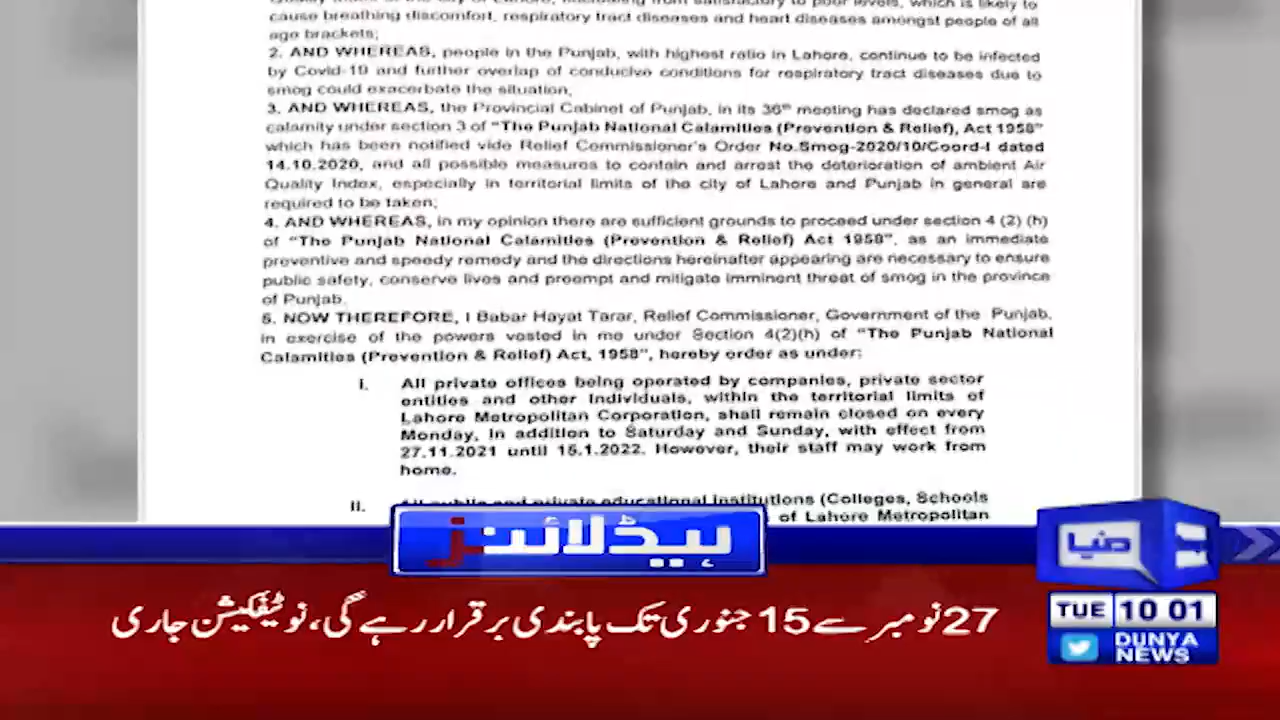 cause breathing discomfort, respiratory tract diseases and heart diseases amongst people of all
age brackets;
2. AND WHEREAS, people in the Punjab, with highest ratio in Lahore, continue to be infected
by Covid-19 and further overlap of conducive conditions for respiratory tract diseases due to
smog could exacerbate the situation;
3. AND WHEREAS, the Provincial Cabinet of Punjab, in its 36th meeting has declared smog as
calamity under section 3 of "The Punjab National Calamities (Prevention & Relief), Act 1958"
which has been notified vide Relief Commissioner's Order No.Smog-2020/10/Coord-I dated
14.10.2020, and all possible measures to contain and arrest the deterioration of ambient Air
Quality Index, especially in territorial limits of the city of Lahore and Punjab in general are
required to be taken;
4. AND WHEREAS, in my opinion there are sufficient grounds to proceed under section 4 (2) (h)
of "The Punjab National Calamities (Prevention & Relief) Act 1958", as an immediate
preventive and speedy remedy and the directions hereinafter appearing are necessary to ensure
public safety, conserve lives and preempt and mitigate imminent threat of smog in the province
of Punjab.
5. NOW THEREFORE, I Babar Hayat Tarar, Relief Commissioner, Government of the Punjab,
in exercise of the powers vested in me under Section 4(2)(h) of "The Punjab National
Calamities (Prevention & Relief) Act, 1958", hereby order as under:
I. All private offices being operated by companies, private sector
entities and other Individuals, within the territorial limits of
Lahore Metropolitan Corporation, shall remain closed on every
Monday, in addition to Saturday and Sunday, with effect from
27.11.2021 until 15.1.2022. However, their staff may work from
home.
II. All public and private educational Institutions (Colleges, Schools
of Lahore Metropolitan
ہیڈلائنز
دنیا
27 نومبر سے 15 جنوری تک پابندی برقرار رہے گی، نوٹیفکیشن جاری
TUE 10 01
DUNYA
NEWS